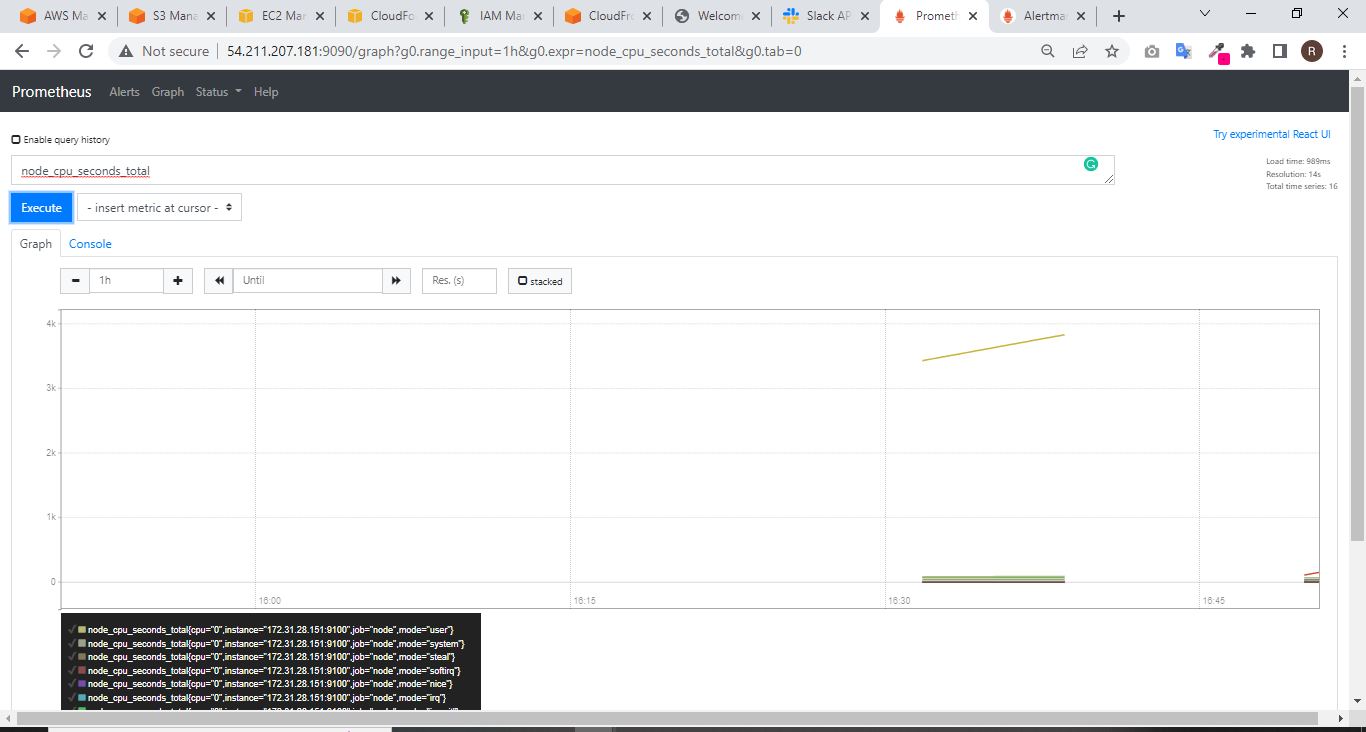 AWS Ma
S3 Mana
EC2 Mar
CloudFo
IAM Ma
CloudFro
Welcom
Slack AP
Prometh
Alertma
Not secure
54.211.207.181:9090/graph?g0.range_input=1h&g0.expr=node_cpu_seconds_total&g0.tab=0
R
Prometheus Alerts Graph Status Help
Enable query history
Try experimental React UI
node_cpu_seconds_total
Load time: 989ms
Resolution: 14s
Total time series: 16
Execute
- insert metric at cursor -
Graph Console
1h
Until
Res. (s)
stacked
4k
3k
2k
1k
0
16:00 16:15 16:30 16:45
node_cpu_seconds_total{cpu="0",instance="172.31.28.151:9100",job="node",mode="user"}
node_cpu_seconds_total{cpu="0",instance="172.31.28.151:9100",job="node",mode="system"}
node_cpu_seconds_total{cpu="0",instance="172.31.28.151:9100",job="node",mode="steal"}
node_cpu_seconds_total{cpu="0",instance="172.31.28.151:9100",job="node",mode="softirq"}
node_cpu_seconds_total{cpu="0",instance="172.31.28.151:9100",job="node",mode="nice"}
node_cpu_seconds_total{cpu="0",instance="172.31.28.151:9100",job="node",mode="irq"}